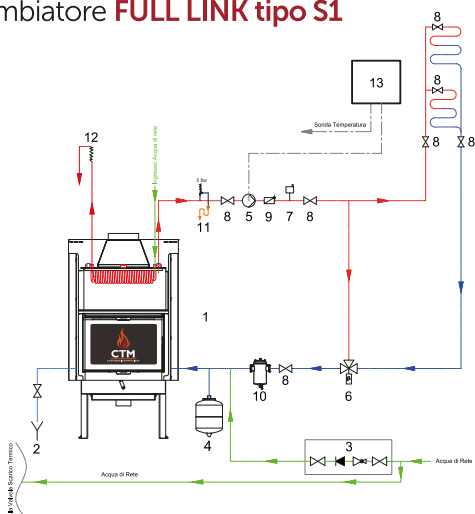 mbiatore FULL LINK tipo S1
8
8
13
Sonda Temperatura
12
Ingresso Acqua di rete
8
8
3 Bar
11
8
5
9
7
8
1
CTM
8
10
6
4
2
3
Acqua di Rete
Acqua di Rete
la Valvola Scarico Termico